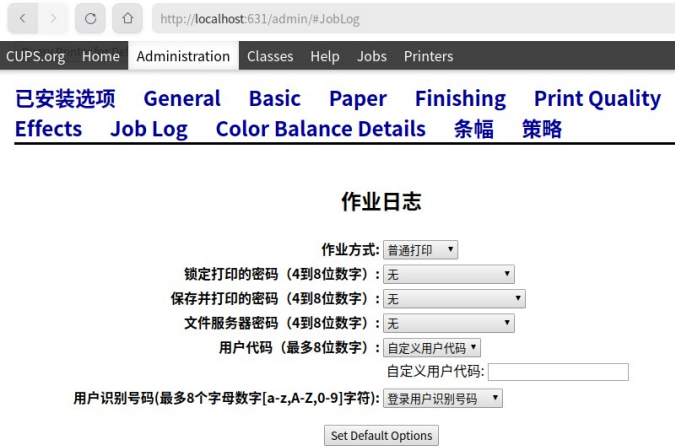 http://localhost:631/admin/#JobLog
CUPS.org Home Administration Classes Help Jobs Printers
已安装选项 General Basic Paper Finishing Print Quality
Effects Job Log Color Balance Details 条幅 策略
作业日志
作业方式: 普通打印
锁定打印的密码（4到8位数字）: 无
保存并打印的密码（4到8位数字）: 无
文件服务器密码（4到8位数字）: 无
用户代码（最多8位数字）: 自定义用户代码
自定义用户代码:
用户识别号码(最多8个字母数字[a-z,A-Z,0-9]字符): 登录用户识别号码
Set Default Options